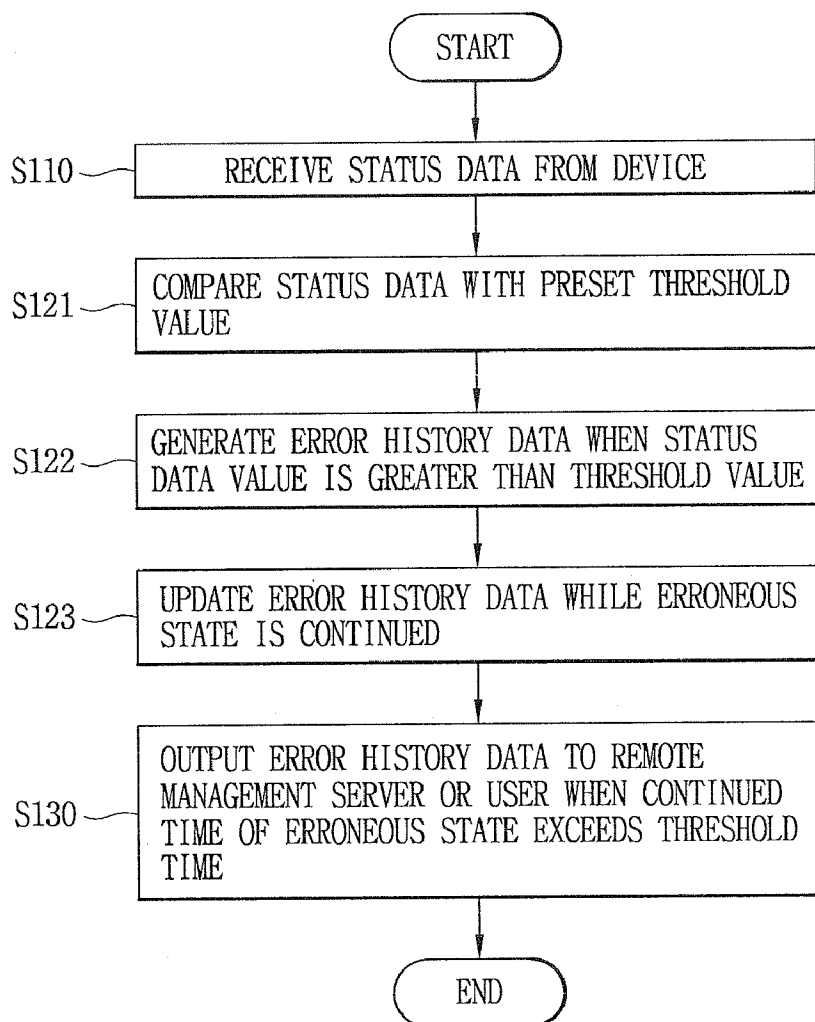 START
S110
RECEIVE STATUS DATA FROM DEVICE
S121
COMPARE STATUS DATA WITH PRESET THRESHOLD
VALUE
S122
GENERATE ERROR HISTORY DATA WHEN STATUS
DATA VALUE IS GREATER THAN THRESHOLD VALUE
S123
UPDATE ERROR HISTORY DATA WHILE ERRONEOUS
STATE IS CONTINUED
S130
OUTPUT ERROR HISTORY DATA TO REMOTE
MANAGEMENT SERVER OR USER WHEN CONTINUED
TIME OF ERRONEOUS STATE EXCEEDS THRESHOLD
TIME
END